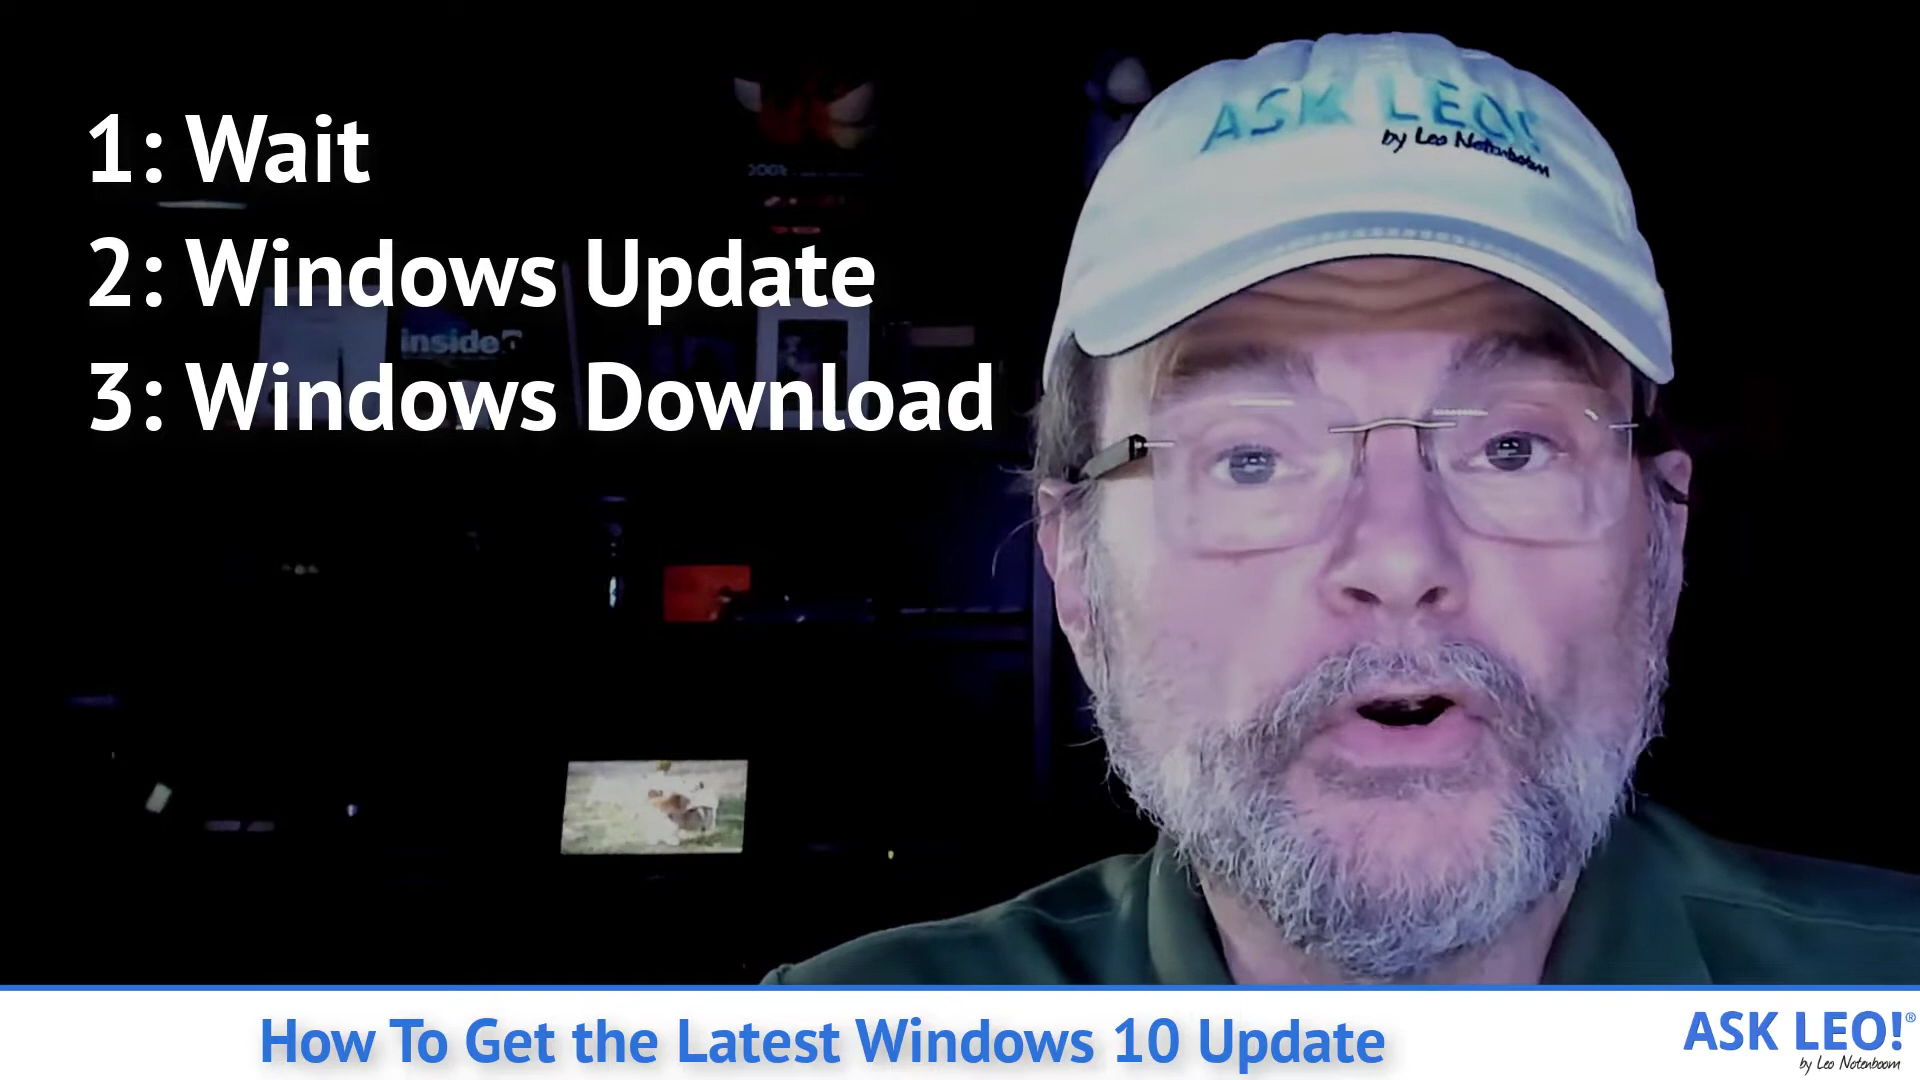 1: Wait
2: Windows Update
3: Windows Download
ASK LEO!
by Leo Notenboom
inside
How To Get the Latest Windows 10 Update
ASK LEO!®
by Leo Notenboom